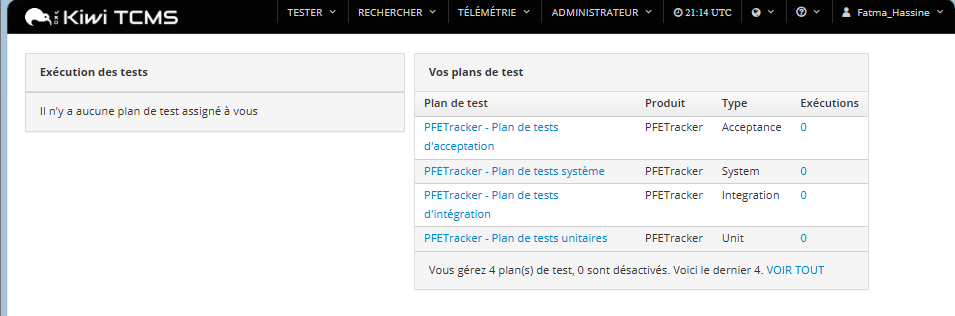 Kiwi TCMS TESTER RECHERCHER TÉLÉMÉTRIE ADMINISTRATEUR 21:14 UTC Fatma_Hassine
Exécution des tests
Il n'y a aucune plan de test assigné à vous
Vos plans de test
Plan de test Produit Type Exécutions
PFETracker - Plan de tests d'acceptation PFETracker Acceptance 0
PFETracker - Plan de tests système PFETracker System 0
PFETracker - Plan de tests d'intégration PFETracker Integration 0
PFETracker - Plan de tests unitaires PFETracker Unit 0
Vous gérez 4 plan(s) de test, 0 sont désactivés. Voici le dernier 4. VOIR TOUT